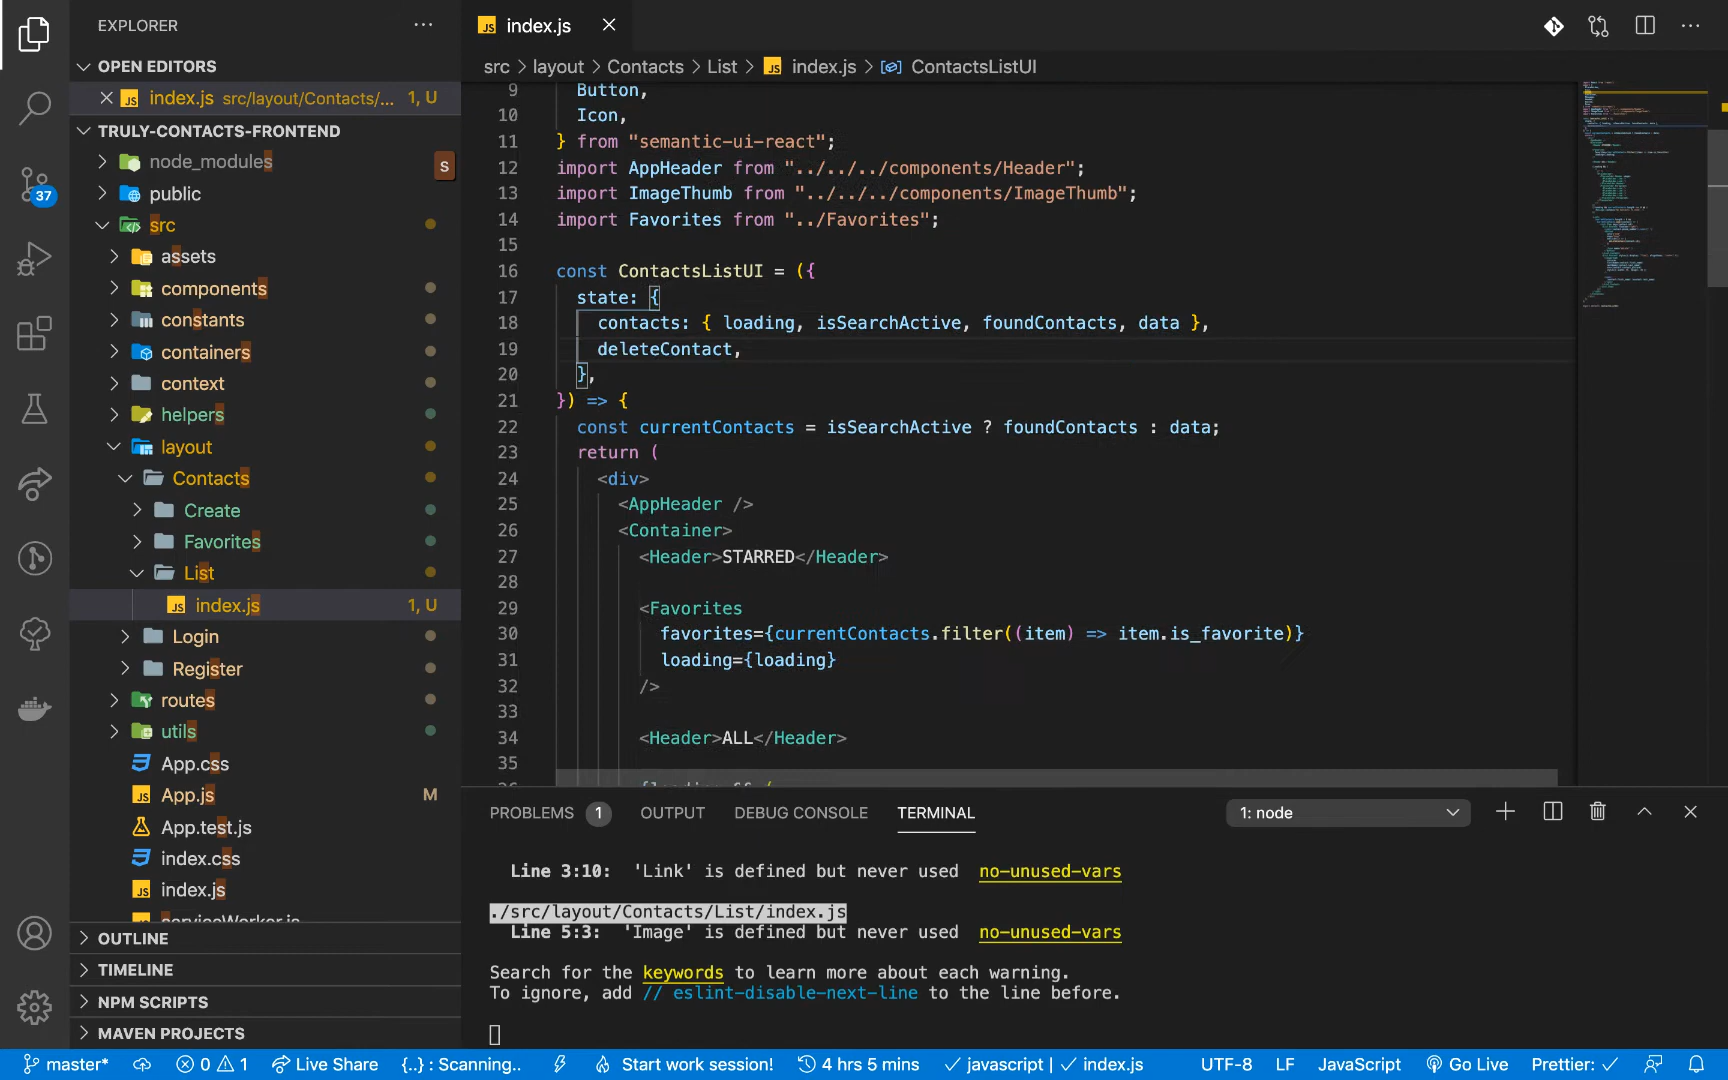 EXPLORER
OPEN EDITORS
index.js src/layout/Contacts/... 1, U
TRULY-CONTACTS-FRONTEND
node_modules
S
public
37
src
assets
components
constants
containers
context
helpers
layout
Contacts
Create
Favorites
List
index.js 1, U
Login
Register
routes
utils
App.css
App.js M
App.test.js
index.css
index.js
serviceWorker.js
OUTLINE
TIMELINE
NPM SCRIPTS
MAVEN PROJECTS
JS index.js
src > layout > Contacts > List > JS index.js > ContactsListUI
9 Button,
10 Icon,
11 } from "semantic-ui-react";
12 import AppHeader from "../../../components/Header";
13 import ImageThumb from "../../../components/ImageThumb";
14 import Favorites from "../Favorites";
15
16 const ContactsListUI = ({
17 state: {
18 contacts: { loading, isSearchActive, foundContacts, data },
19 deleteContact,
20 },
21 }) => {
22 const currentContacts = isSearchActive ? foundContacts : data;
23 return (
24 <div>
25 <AppHeader />
26 <Container>
27 <Header>STARRED</Header>
28
29 <Favorites
30 favorites={currentContacts.filter((item) => item.is_favorite)}
31 loading={loading}
32 />
33
34 <Header>ALL</Header>
35
36 {loading && (
PROBLEMS 1 OUTPUT DEBUG CONSOLE TERMINAL 1: node
Line 3:10: 'Link' is defined but never used no-unused-vars
./src/layout/Contacts/List/index.js
Line 5:3: 'Image' is defined but never used no-unused-vars
Search for the keywords to learn more about each warning.
To ignore, add // eslint-disable-next-line to the line before.
master* 0 1 Live Share {..} : Scanning.. Start work session! 4 hrs 5 mins javascript | index.js UTF-8 LF JavaScript Go Live Prettier: